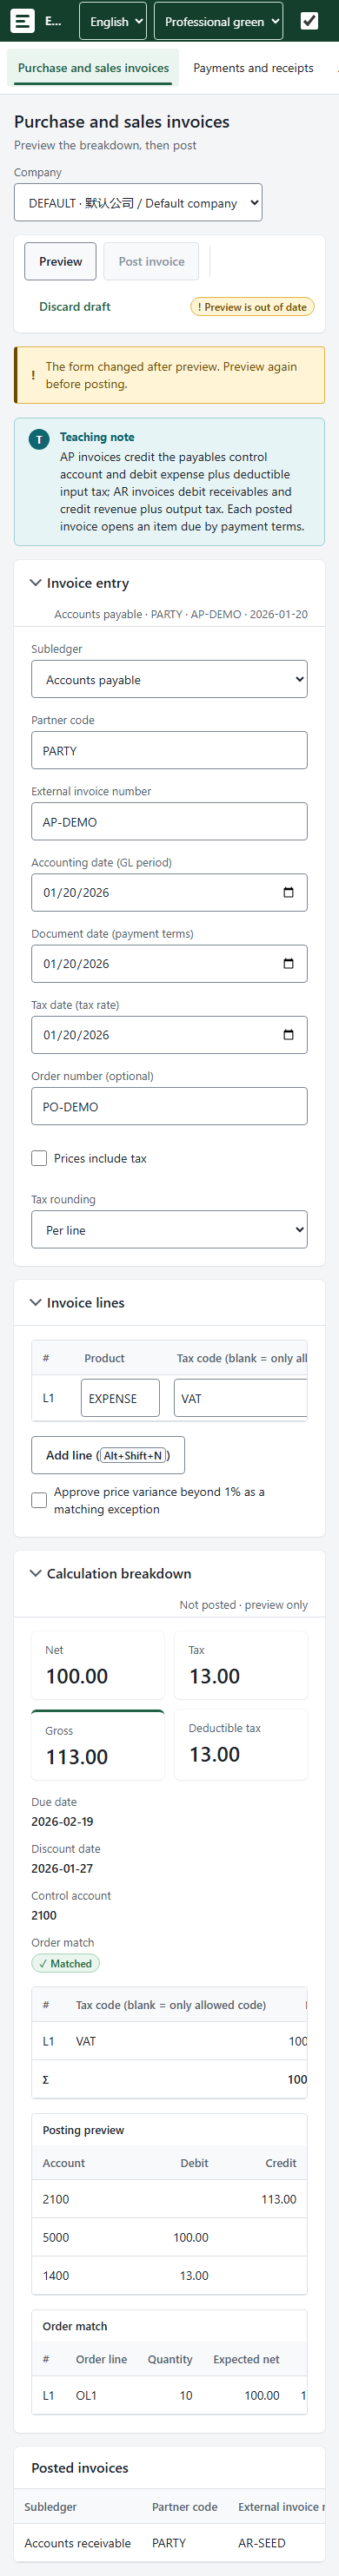 E...
English
Professional green
Purchase and sales invoices
Payments and receipts
Purchase and sales invoices
Preview the breakdown, then post
Company
DEFAULT · 默认公司 / Default company
Preview
Post invoice
Discard draft
! Preview is out of date
! The form changed after preview. Preview again
before posting.
T
Teaching note
AP invoices credit the payables control
account and debit expense plus deductible
input tax; AR invoices debit receivables and
credit revenue plus output tax. Each posted
invoice opens an item due by payment terms.
Invoice entry
Accounts payable · PARTY · AP-DEMO · 2026-01-20
Subledger
Accounts payable
Partner code
PARTY
External invoice number
AP-DEMO
Accounting date (GL period)
01/20/2026
Document date (payment terms)
01/20/2026
Tax date (tax rate)
01/20/2026
Order number (optional)
PO-DEMO
Prices include tax
Tax rounding
Per line
Invoice lines
# Product Tax code (blank = only all
L1 EXPENSE VAT
Add line (Alt+Shift+N)
Approve price variance beyond 1% as a
matching exception
Calculation breakdown
Not posted · preview only
Net
100.00
Tax
13.00
Gross
113.00
Deductible tax
13.00
Due date
2026-02-19
Discount date
2026-01-27
Control account
2100
Order match
✓ Matched
# Tax code (blank = only allowed code)
L1 VAT 100
Σ 100
Posting preview
Account Debit Credit
2100 113.00
5000 100.00
1400 13.00
Order match
# Order line Quantity Expected net
L1 OL1 10 100.00 1
Posted invoices
Subledger Partner code External invoice
Accounts receivable PARTY AR-SEED